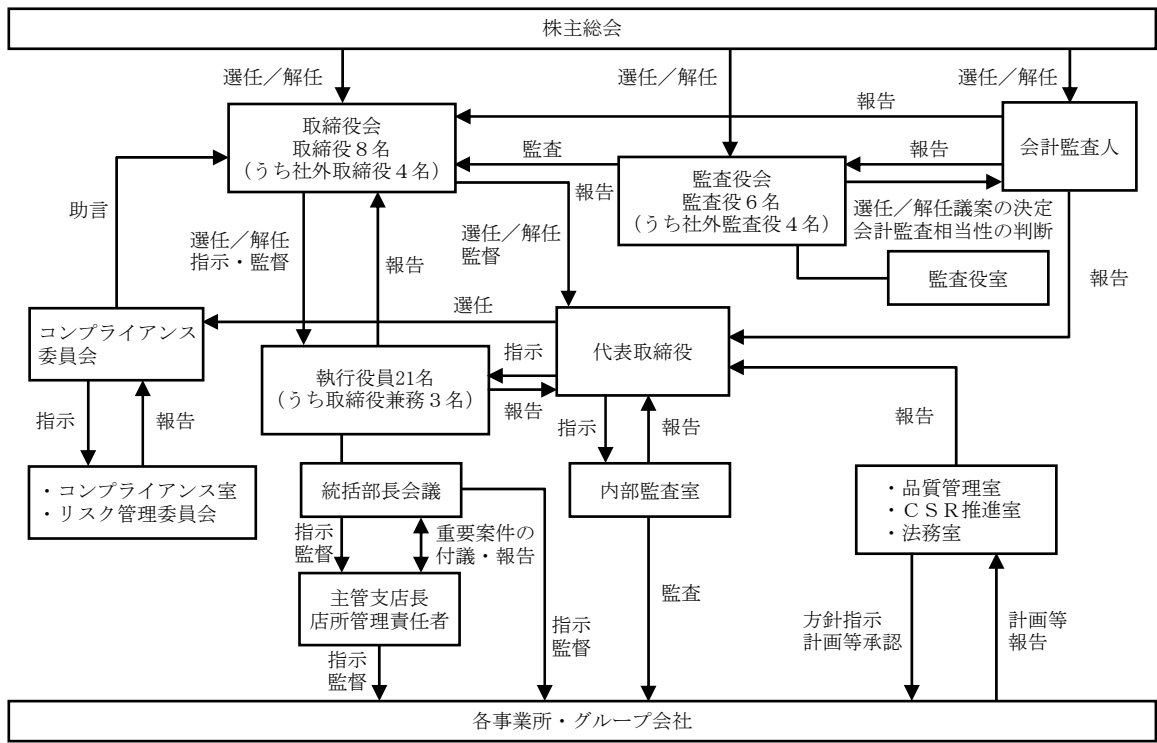 株主総会
選任／解任
選任／解任
選任／解任
取締役会
取締役８名
（うち社外取締役４名）
報告
会計監査人
監査
報告
監査役会
監査役６名
（うち社外監査役４名）
報告
助言
選任／解任議案の決定
会計監査相当性の判断
選任／解任
指示・監督
報告
選任／解任
監督
監査役室
報告
コンプライアンス
委員会
選任
代表取締役
執行役員21名
（うち取締役兼務３名）
指示
報告
指示
報告
指示
報告
報告
・コンプライアンス室
・リスク管理委員会
統括部長会議
内部監査室
・品質管理室
・ＣＳＲ推進室
・法務室
指示
監督
重要案件の
付議・報告
主管支店長
店所管理責任者
監査
指示
監督
指示
監督
方針指示
計画等承認
計画等
報告
各事業所・グループ会社